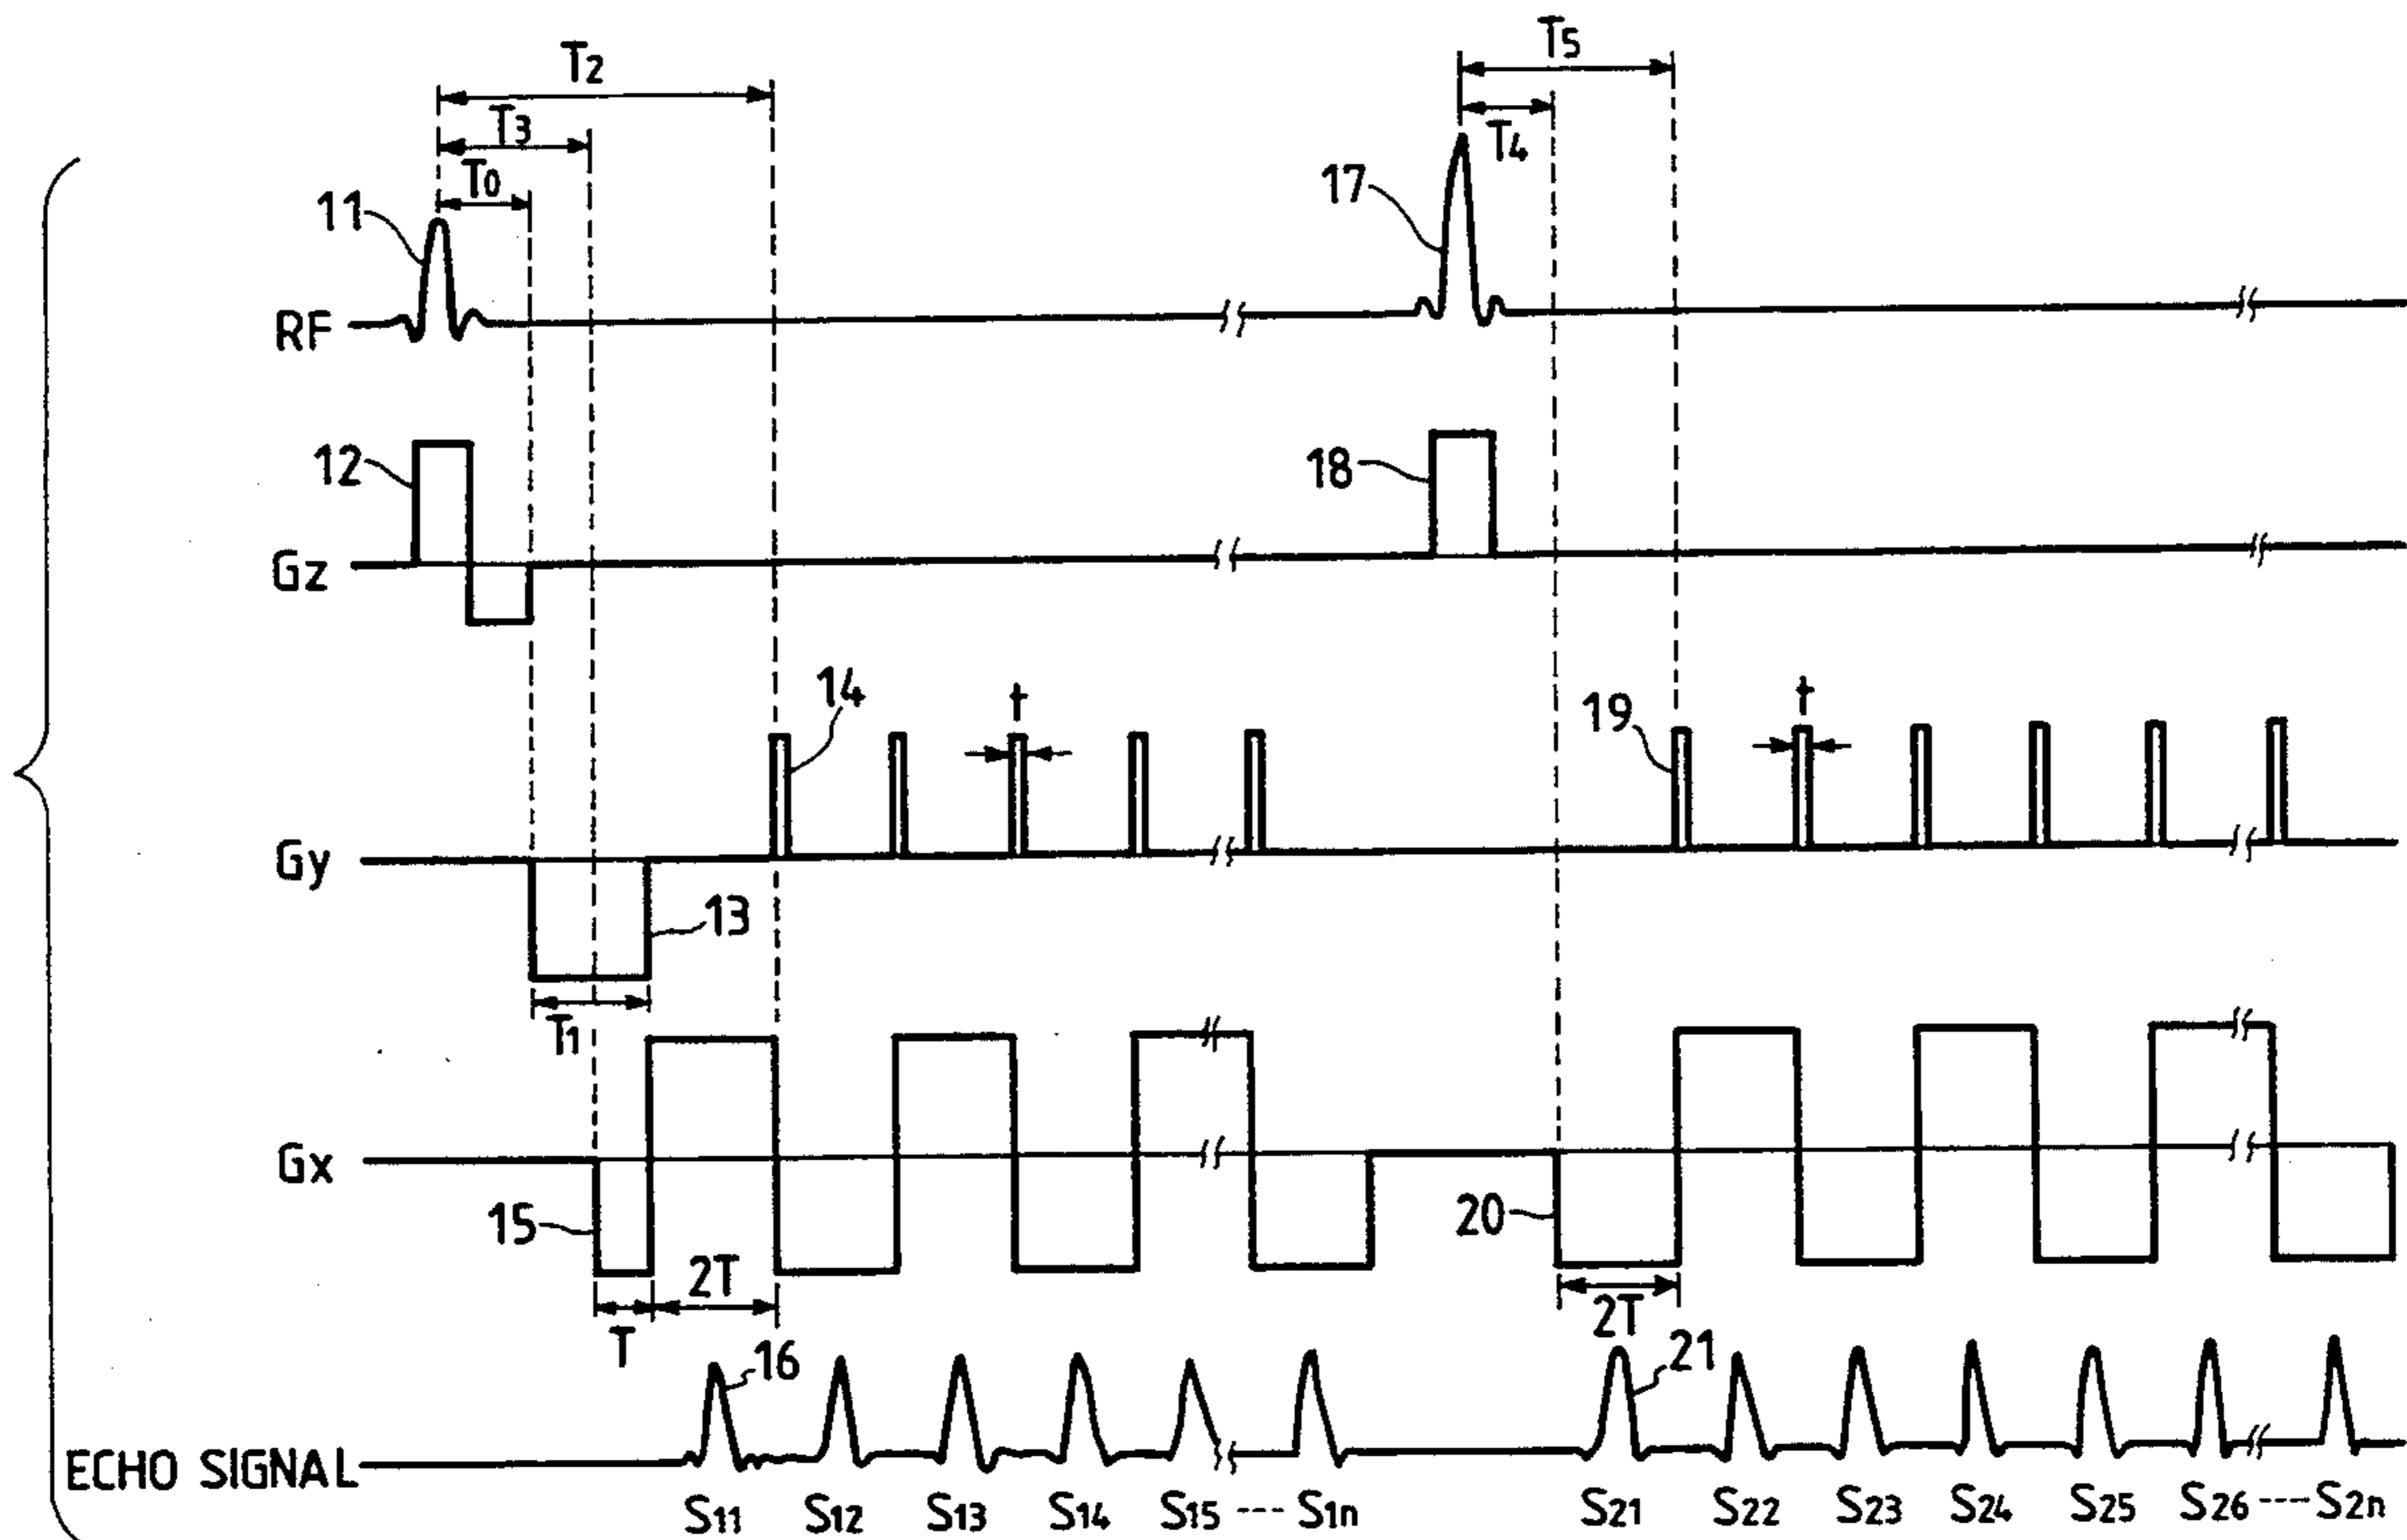 T2
T5
T3
T4
T0
11
17
RF
12
18
Gz
14
t
19
t
Gy
13
T1
Gx
15
20
2T
2T
T
16
21
ECHO SIGNAL
S11 S12 S13 S14 S15 ---- S1n S21 S22 S23 S24 S25 S26 ---- S2n